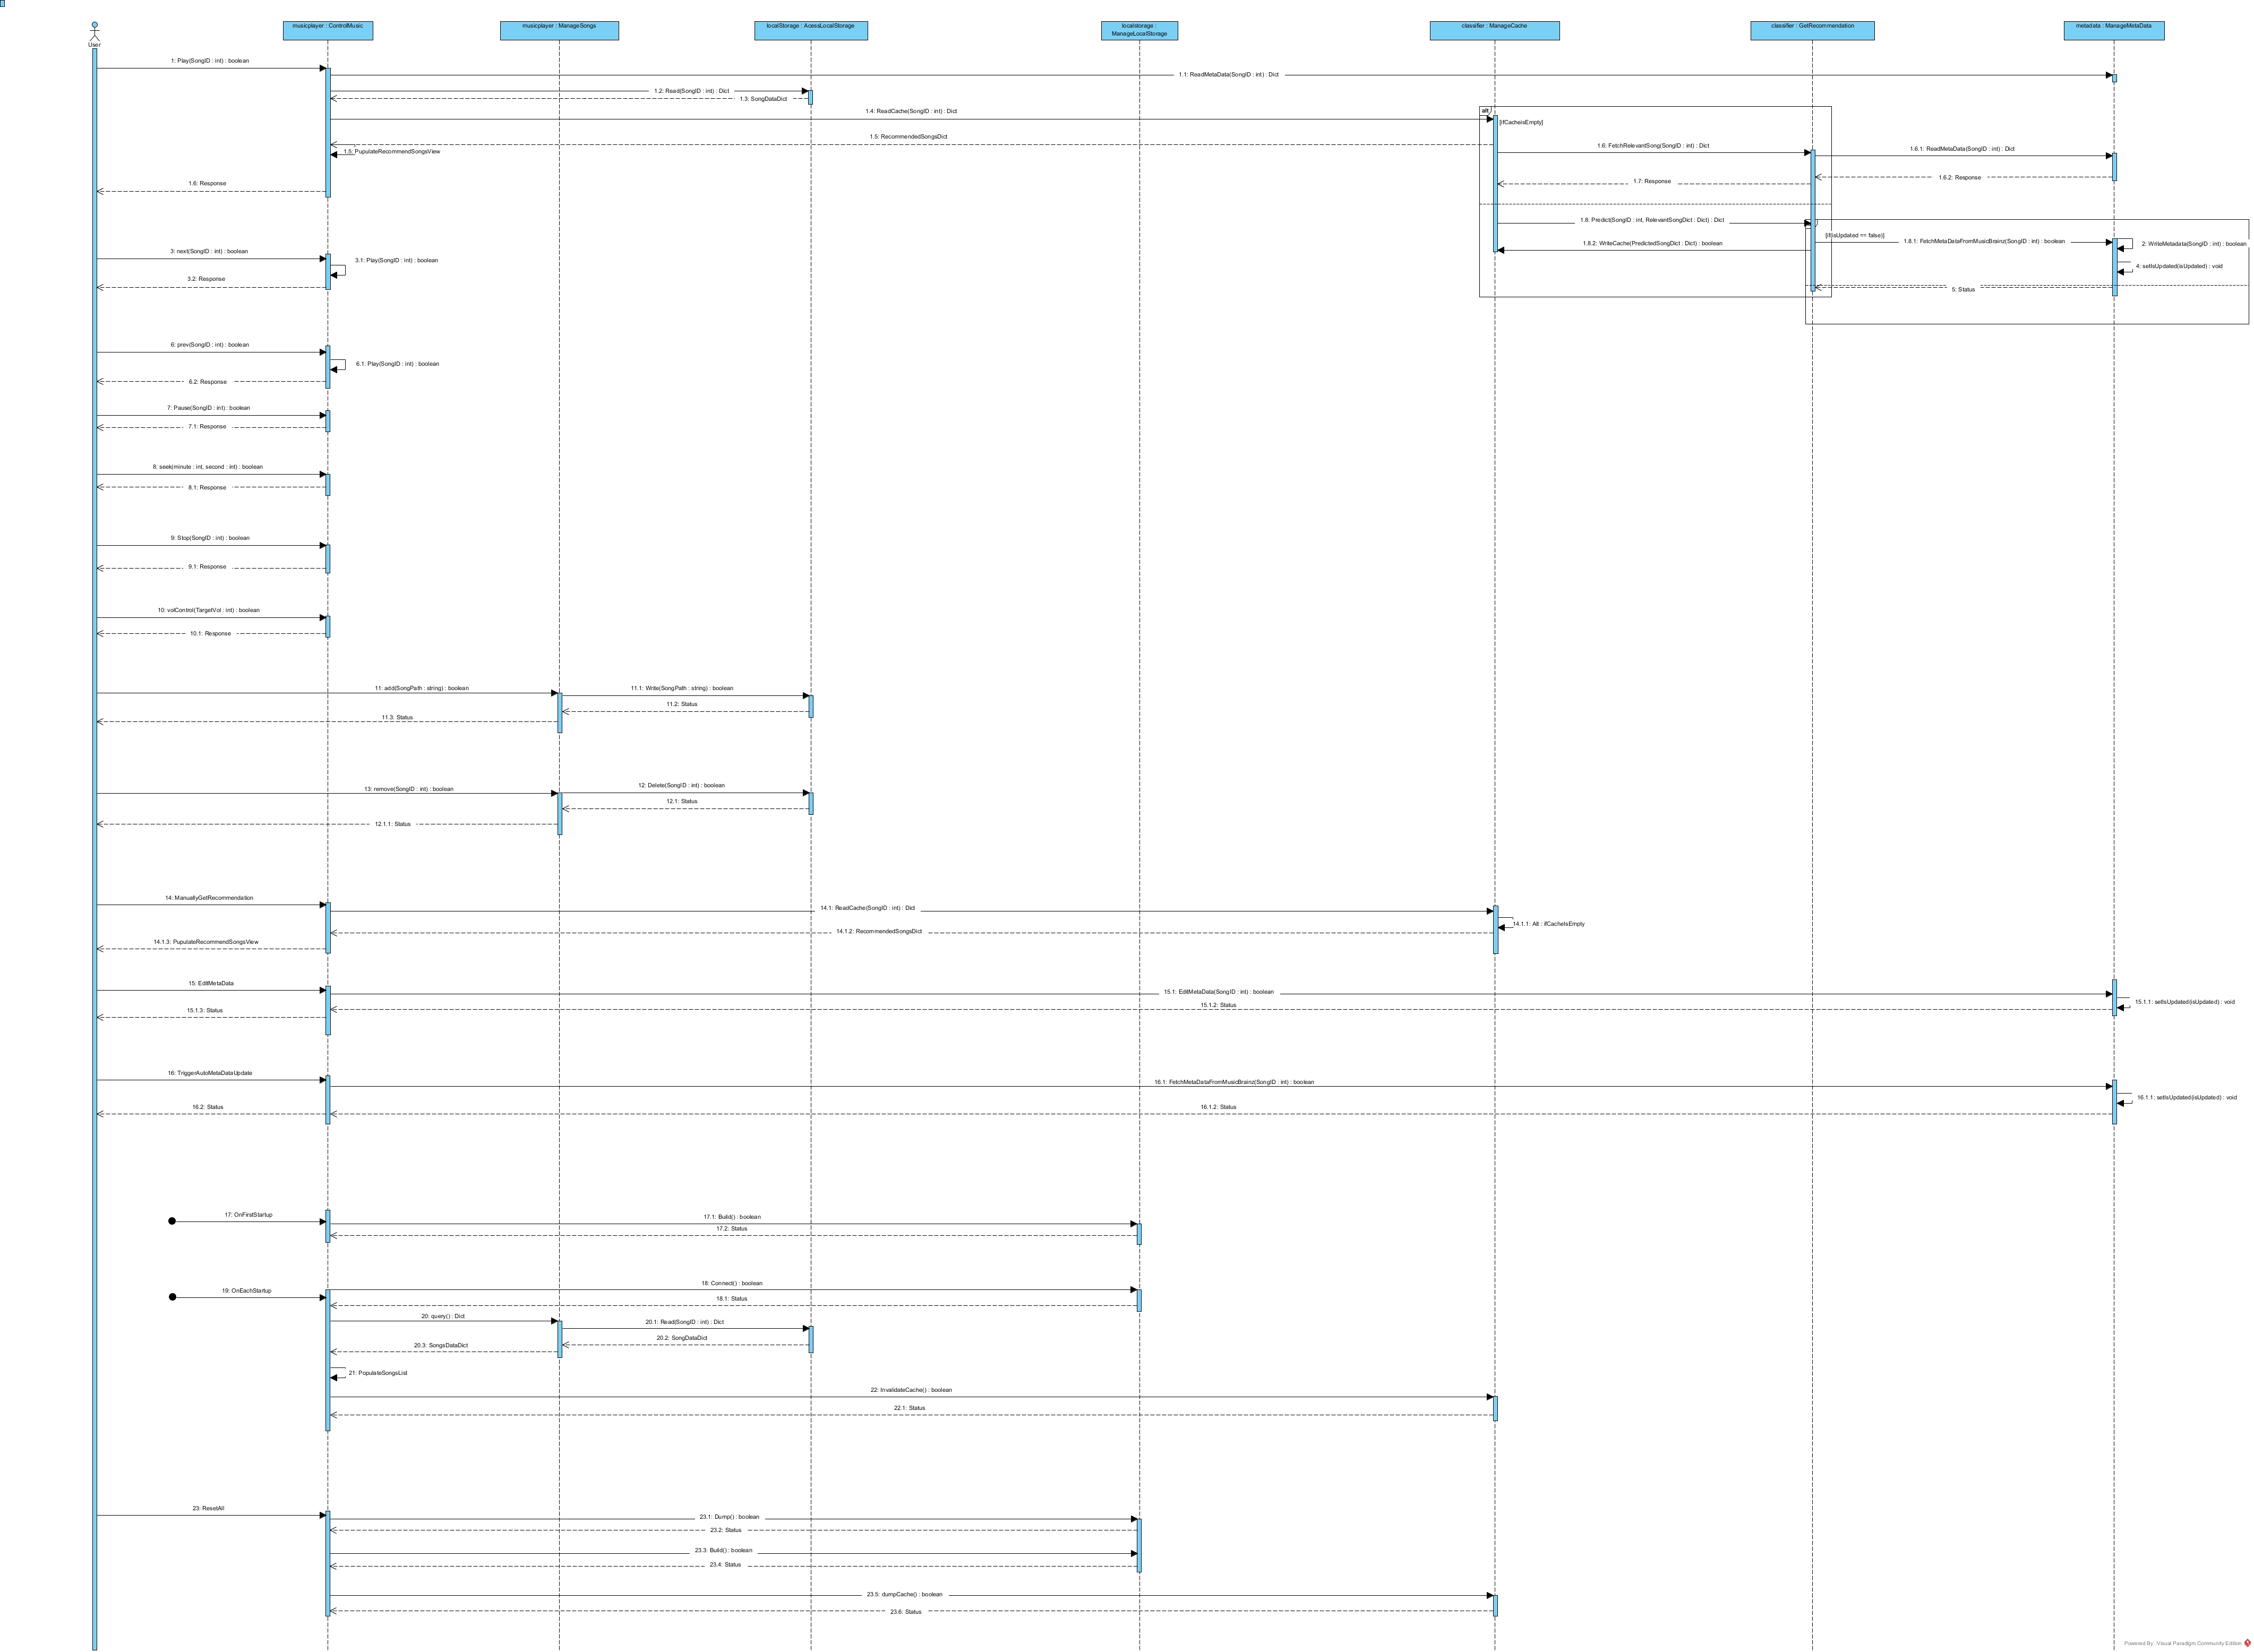 User
musicplayer : ControlMusic
musicplayer : ManageSongs
localStorage : AcessLocalStorage
localstorage :
ManageLocalStorage
classifier : ManageCache
classifier : GetRecommendation
metadata : ManageMetaData
1: Play(SongID : int) : boolean
1.1: ReadMetaData(SongID : int) : Dict
1.2: Read(SongID : int) : Dict
1.3: SongDataDict
1.4: ReadCache(SongID : int) : Dict
alt
[ifCacheisEmpty]
1.5: RecommendedSongsDict
1.5: PupulateRecommendSongsView
1.6: FetchRelevantSong(SongID : int) : Dict
1.6.1: ReadMetaData(SongID : int) : Dict
1.6.2: Response
1.7: Response
1.6: Response
1.8: Predict(SongID : int, RelevantSongDict : Dict) : Dict
[if(isUpdated == false)]
1.8.1: FetchMetaDataFromMusicBrainz(SongID : int) : boolean
1.8.2: WriteCache(PredictedSongDict : Dict) : boolean
2: WriteMetadata(SongID : int) : boolean
3: next(SongID : int) : boolean
3.1: Play(SongID : int) : boolean
4: setIsUpdated(isUpdated) : void
3.2: Response
5: Status
6: prev(SongID : int) : boolean
6.1: Play(SongID : int) : boolean
6.2: Response
7: Pause(SongID : int) : boolean
7.1: Response
8: seek(minute : int, second : int) : boolean
8.1: Response
9: Stop(SongID : int) : boolean
9.1: Response
10: volControl(TargetVol : int) : boolean
10.1: Response
11: add(SongPath : string) : boolean
11.1: Write(SongPath : string) : boolean
11.2: Status
11.3: Status
13: remove(SongID : int) : boolean
12: Delete(SongID : int) : boolean
12.1: Status
12.1.1: Status
14: ManuallyGetRecommendation
14.1: ReadCache(SongID : int) : Dict
14.1.1: Alt : ifCacheIsEmpty
14.1.2: RecommendedSongsDict
14.1.3: PupulateRecommendSongsView
15: EditMetaData
15.1: EditMetaData(SongID : int) : boolean
15.1.1: setIsUpdated(isUpdated) : void
15.1.2: Status
15.1.3: Status
16: TriggerAutoMetaDataUpdate
16.1: FetchMetaDataFromMusicBrainz(SongID : int) : boolean
16.1.1: setIsUpdated(isUpdated) : void
16.2: Status
16.1.2: Status
17: OnFirstStartup
17.1: Build() : boolean
17.2: Status
19: OnEachStartup
18: Connect() : boolean
18.1: Status
20: query() : Dict
20.1: Read(SongID : int) : Dict
20.2: SongDataDict
20.3: SongsDataDict
21: PopulateSongsList
22: InvalidateCache() : boolean
22.1: Status
23: ResetAll
23.1: Dump() : boolean
23.2: Status
23.3: Build() : boolean
23.4: Status
23.5: dumpCache() : boolean
23.6: Status
Powered By: Visual Paradigm Community Edition